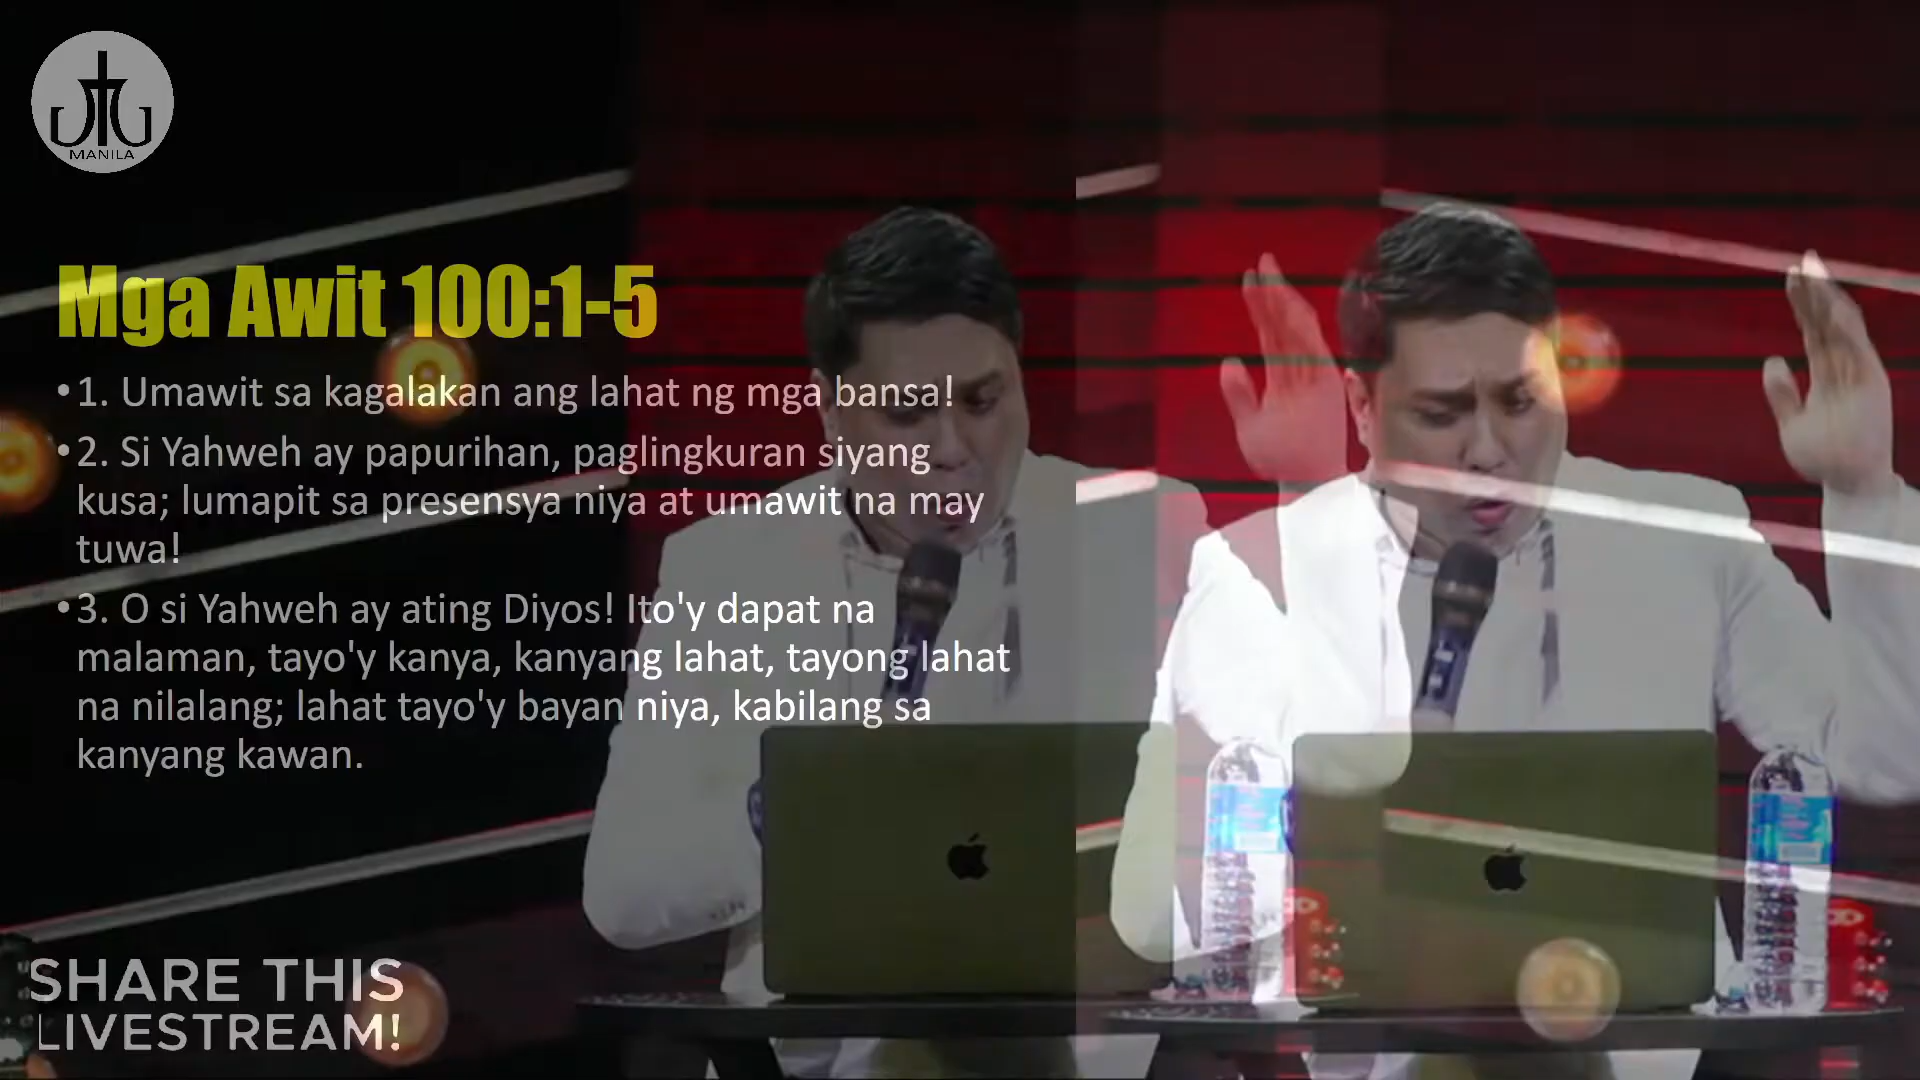 MANILA
Mga Awit 100:1-5
•1. Umawit sa kagalakan ang lahat ng mga bansa!
•2. Si Yahweh ay papurihan, paglingkuran siyang
kusa; lumapit sa presensya niya at umawit na may
tuwa!
•3. O si Yahweh ay ating Diyos! Ito'y dapat na
malaman, tayo'y kanya, kanyang lahat, tayong lahat
na nilalang; lahat tayo'y bayan niya, kabilang sa
kanyang kawan.
SHARE THIS
LIVESTREAM!